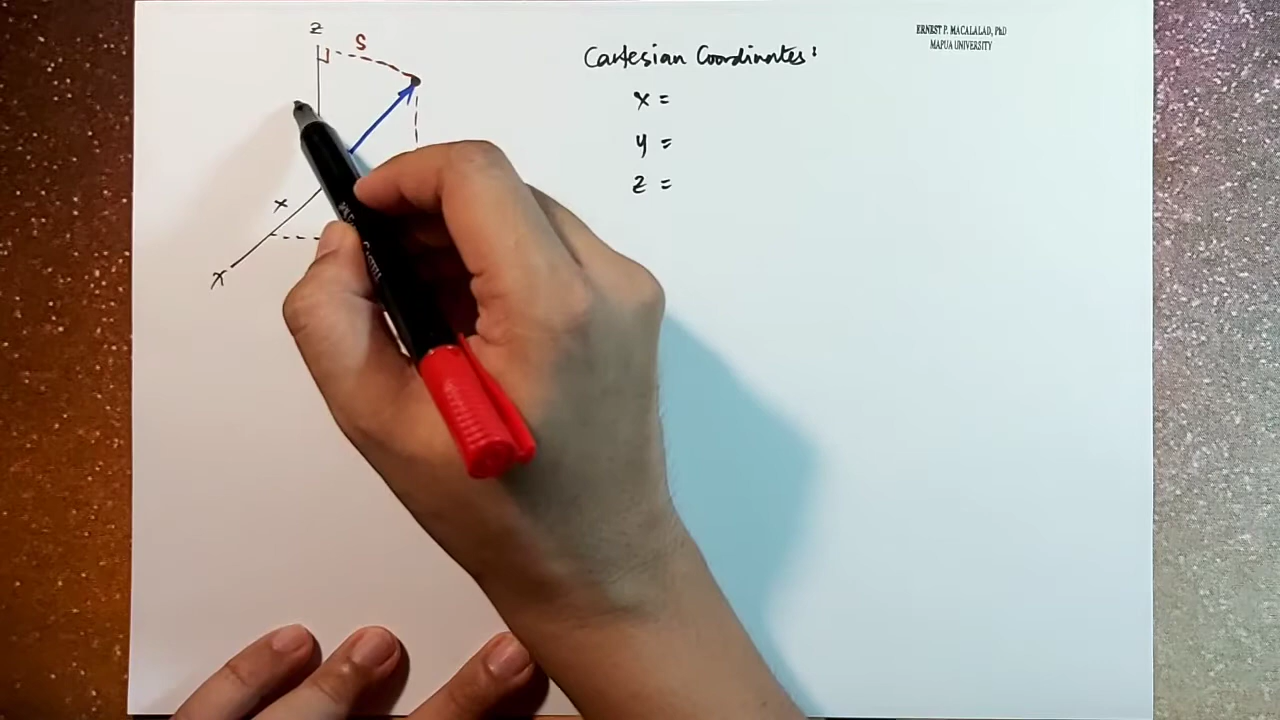 z
S
x
x
Cartesian Coordinates:
x =
y =
z =
ERNEST P. MACALALAD, PhD
MAPUA UNIVERSITY